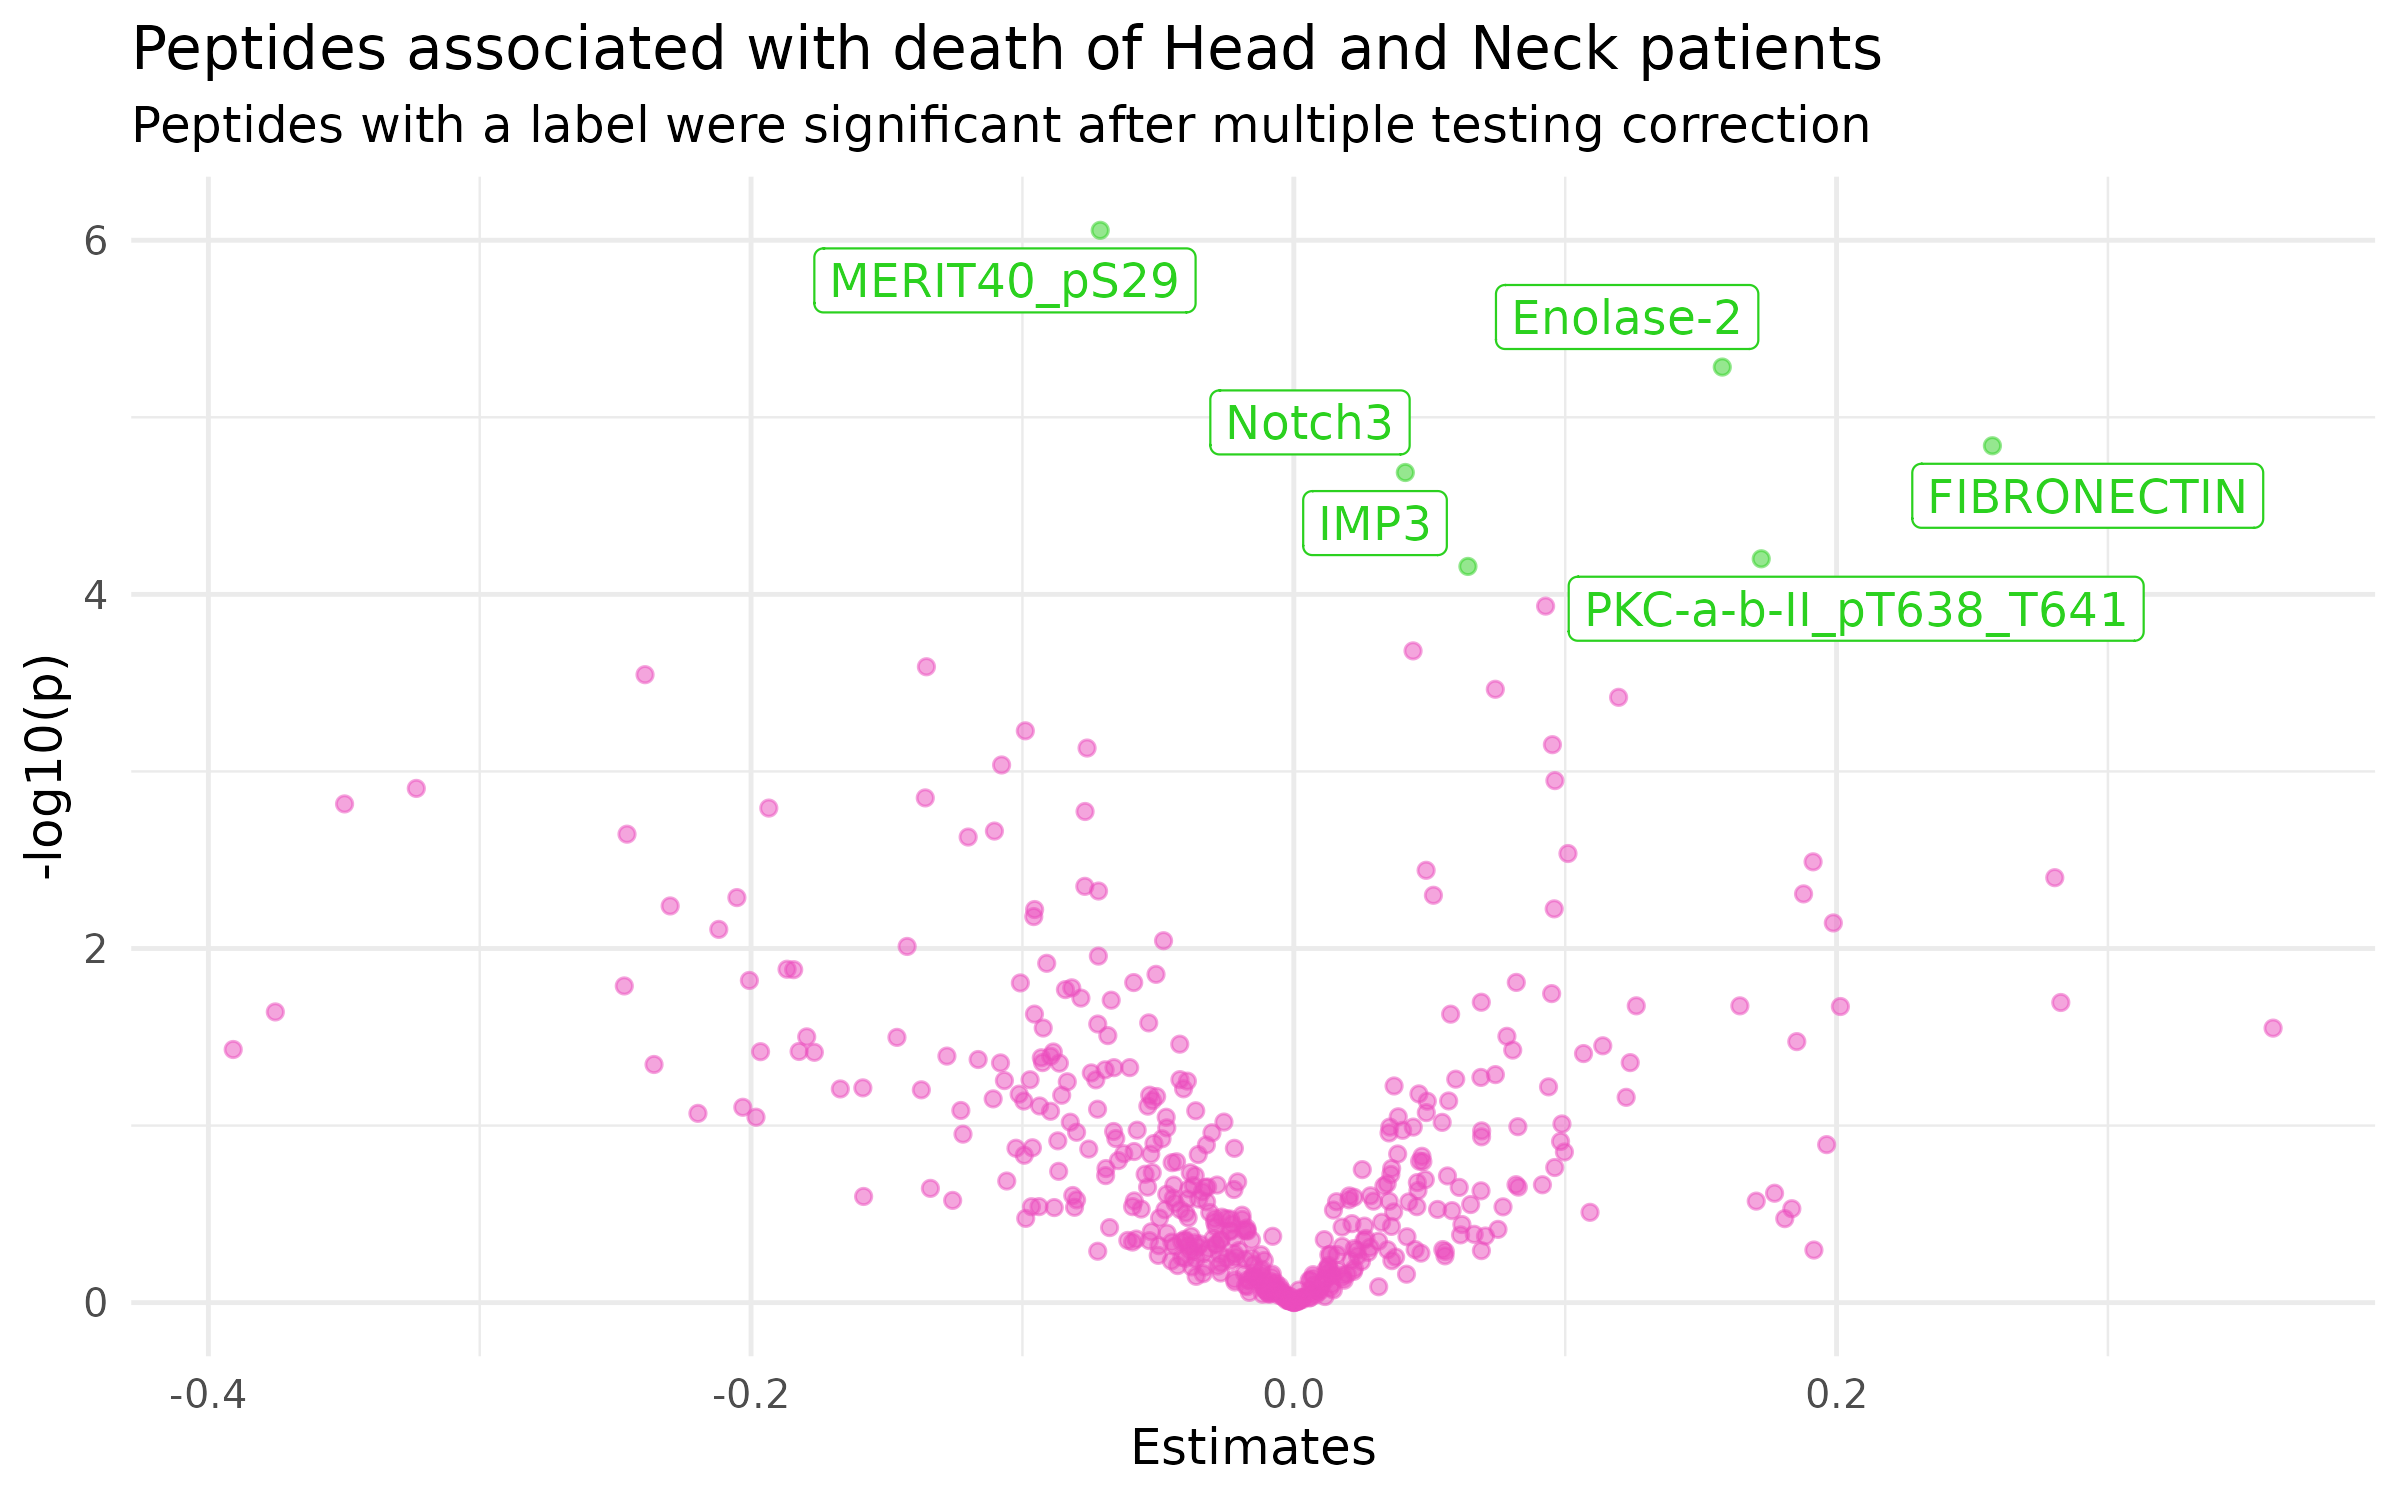 Peptides associated with death of Head and Neck patients
Peptides with a label were significant after multiple testing correction
6
MERIT40_pS29
Enolase-2
Notch3
FIBRONECTIN
IMP3
4
PKC-a-b-II_pT638_T641
-log10(p)
2
0
-0.4
-0.2
0.0
0.2
Estimates